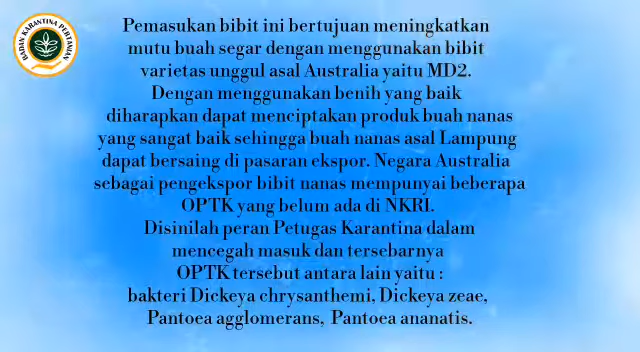 BADAN KARANTINA PERTANIAN
Pemasukan bibit ini bertujuan meningkatkan
mutu buah segar dengan menggunakan bibit
varietas unggul asal Australia yaitu MD2.
Dengan menggunakan benih yang baik
diharapkan dapat menciptakan produk buah nanas
yang sangat baik sehingga buah nanas asal Lampung
dapat bersaing di pasaran ekspor. Negara Australia
sebagai pengekspor bibit nanas mempunyai beberapa
OPTK yang belum ada di NKRI.
Disinilah peran Petugas Karantina dalam
mencegah masuk dan tersebarnya
OPTK tersebut antara lain yaitu :
bakteri Dickeya chrysanthemi, Dickeya zeae,
Pantoea agglomerans, Pantoea ananatis.